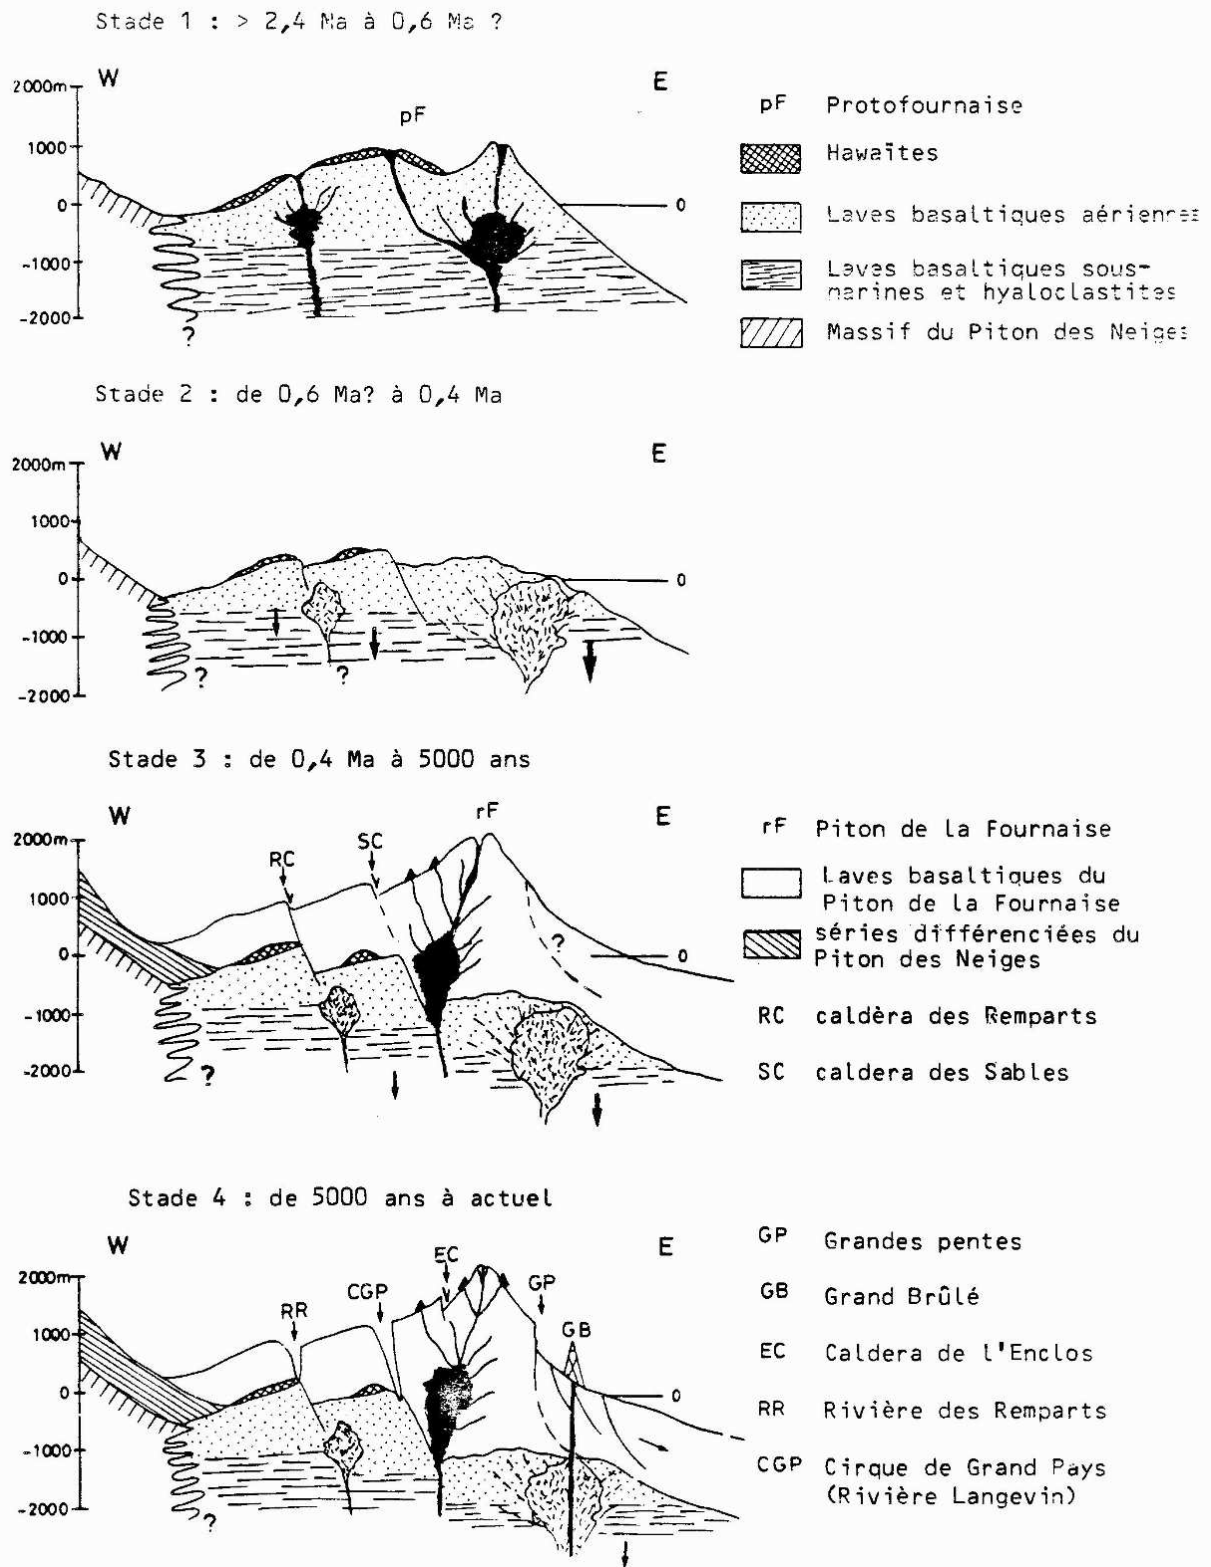 Stade 1 : > 2,4 Ma à 0,6 Ma ?
W
E
2000m
1000
0
-1000
-2000
pF
0
?
pF Protofournaise
Hawaïtes
Laves basaltiques aériennes
Laves basaltiques sous-
marines et hyaloclastites
Massif du Piton des Neiges
Stade 2 : de 0,6 Ma? à 0,4 Ma
W
E
2000m
1000
0
-1000
-2000
0
?
?
Stade 3 : de 0,4 Ma à 5000 ans
W
E
2000m
1000
0
-1000
-2000
RC
SC
rF
?
0
?
rF Piton de la Fournaise
Laves basaltiques du
Piton de la Fournaise
séries différenciées du
Piton des Neiges
RC caldèra des Remparts
SC caldera des Sables
Stade 4 : de 5000 ans à actuel
W
E
2000m
1000
0
-1000
-2000
RR
CGP
EC
GP
GB
0
?
GP Grandes pentes
GB Grand Brûlé
EC Caldera de l'Enclos
RR Rivière des Remparts
CGP Cirque de Grand Pays
(Rivière Langevin)